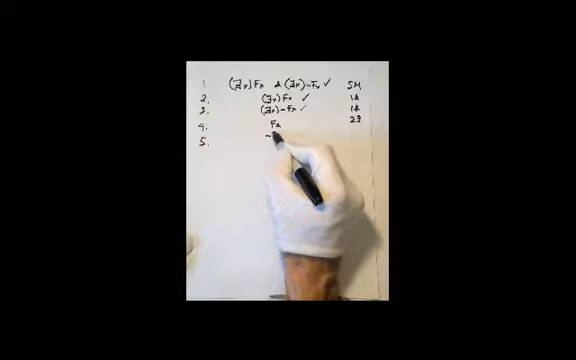 1 (∃x)Fx & (∃x)~Fx ✓ SM
2. (∃x)Fx ✓ 1&
3. (∃x)~Fx ✓ 1&
4. Fa 2∃
5. ~